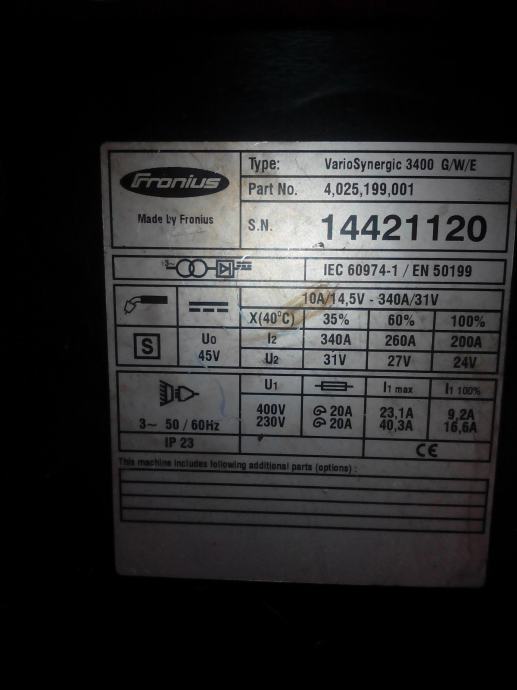 Fronius
Made by Fronius
Type: VarioSynergic 3400 G/W/E
Part No. 4,025,199,001
S.N. 14421120
IEC 60974-1 / EN 50199
10A/14,5V - 340A/31V
X(40°C) 35% 60% 100%
S
U0 45V
I2 340A 260A 200A
U2 31V 27V 24V
U1 I1 max I1 100%
400V 20A 23,1A 9,2A
230V 20A 40,3A 16,6A
3~ 50 / 60Hz
IP 23
CE
This machine includes following additional parts (options) :